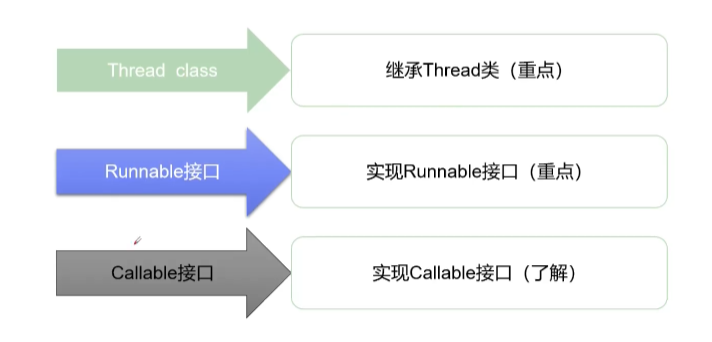 Thread class
继承Thread类（重点）
Runnable接口
实现Runnable接口（重点）
Callable接口
实现Callable接口（了解）